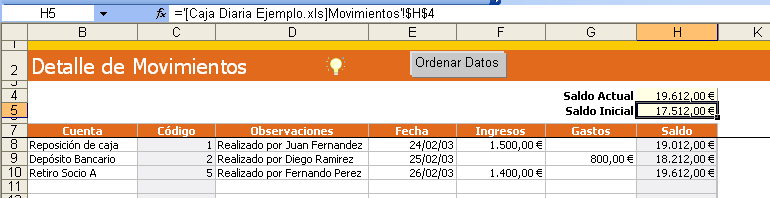 H5 fx ='[Caja Diaria Ejemplo.xls]Movimientos'!$H$4
B C D E F G H K
1
2 Detalle de Movimientos Ordenar Datos
3
4 Saldo Actual 19.612,00 €
5 Saldo Inicial 17.512,00 €
7 Cuenta Código Observaciones Fecha Ingresos Gastos Saldo
8 Reposición de caja 1 Realizado por Juan Fernandez 24/02/03 1.500,00 € 19.012,00 €
9 Depósito Bancario 2 Realizado por Diego Ramirez 25/02/03 800,00 € 18.212,00 €
10 Retiro Socio A 5 Realizado por Fernando Perez 26/02/03 1.400,00 € 19.612,00 €
11
12